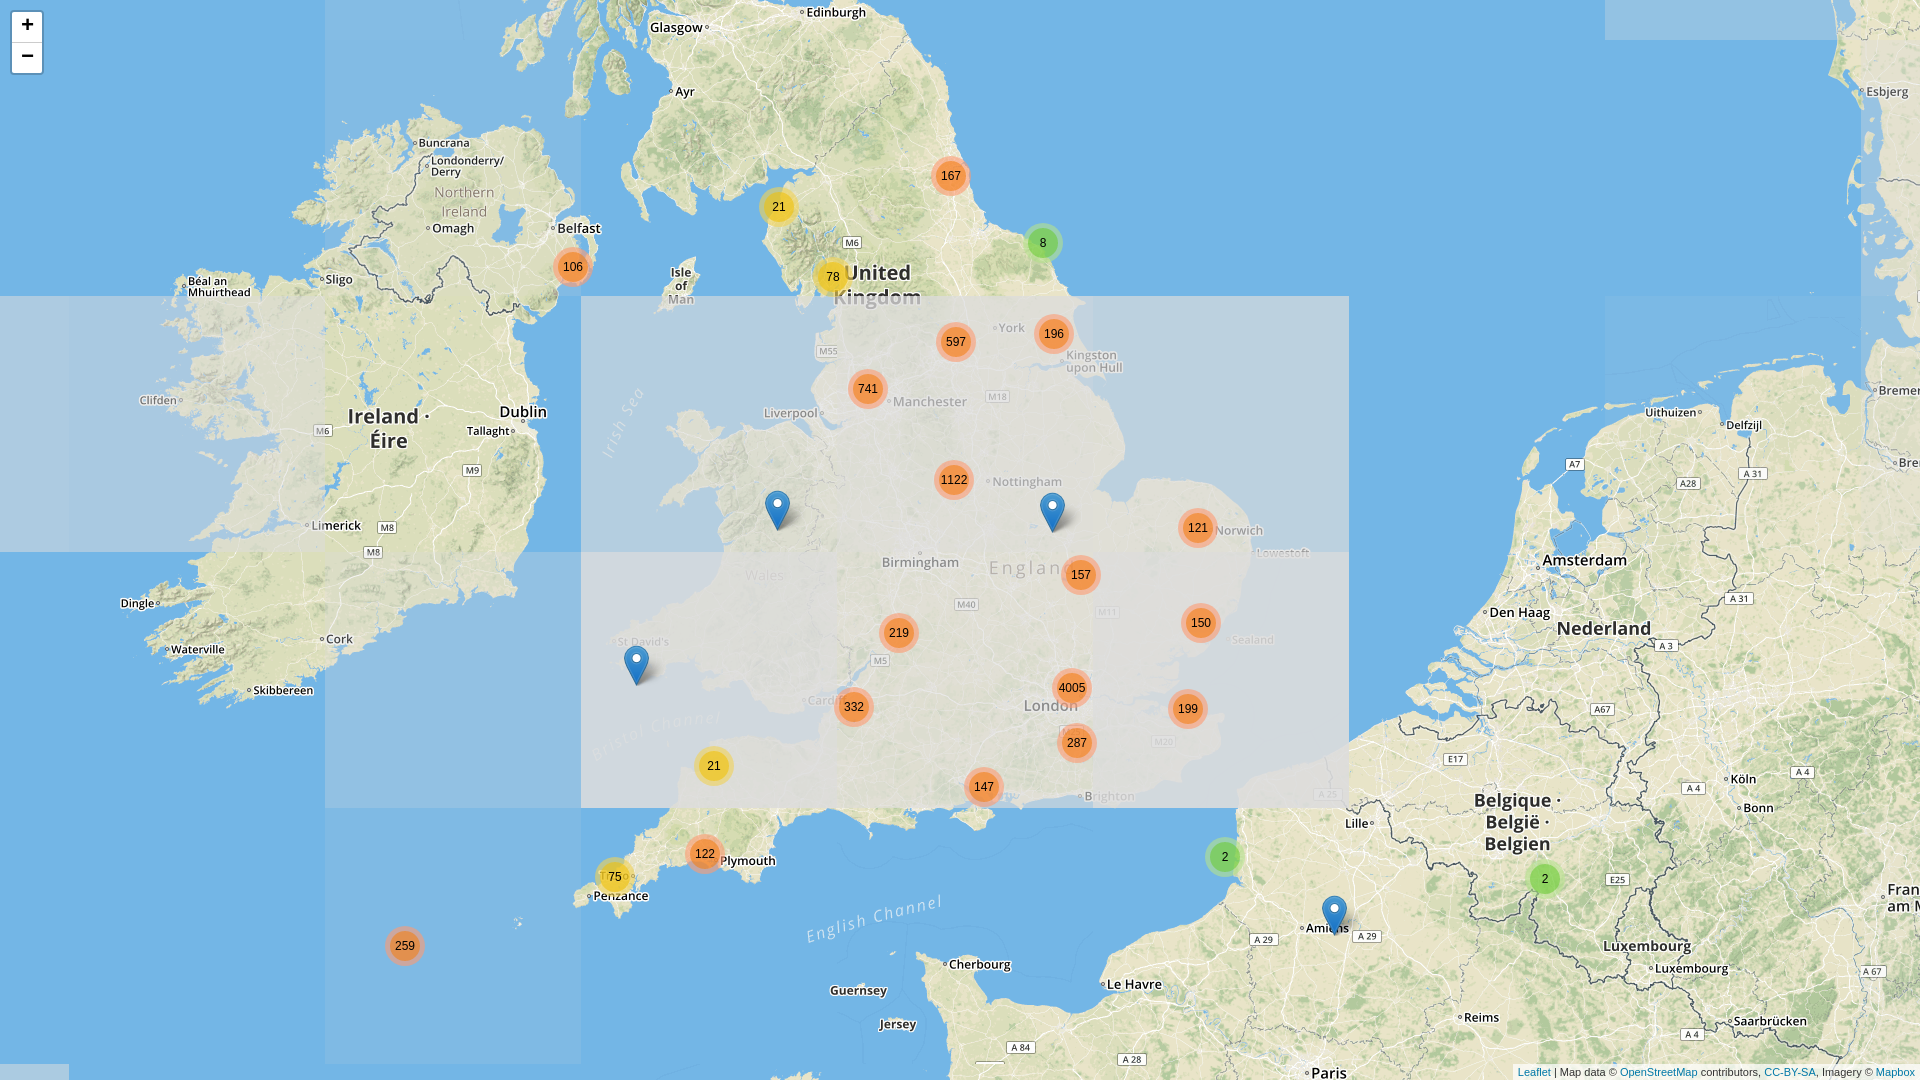 +
−
Edinburgh
Glasgow
Ayr
Esbjerg
Buncrana
Londonderry/
Derry
Northern
Ireland
Omagh
Belfast
167
21
8
M6
106
78
United
Kingdom
Isle
of
Man
Sligo
Béal an
Mhuirthead
York
196
597
M55
Kingston
upon Hull
741
Manchester
M18
Liverpool
Clifden
Irish Sea
Ireland ·
Éire
Dublin
Tallaght
M6
M9
1122
Nottingham
121
Norwich
Lowestoft
Limerick
M8
M8
Birmingham
England
157
Wales
M40
M11
150
Sealand
219
St David's
M5
Dingle
Cork
Waterville
Skibbereen
4005
London
199
332
Bristol Channel
287
M20
21
147
Brighton
A 25
122
Plymouth
75
Penzance
259
English Channel
Guernsey
Jersey
Cherbourg
Le Havre
2
Amiens
A 29
A 29
Lille
E17
Belgique ·
België ·
Belgien
2
E25
Luxembourg
Luxembourg
Reims
Paris
A 84
A 28
A 4
Saarbrücken
A 67
Köln
Bonn
A 4
A 4
A67
A 3
Nederland
Den Haag
Amsterdam
A 31
A 31
A28
A7
Delfzijl
Uithuizen
Leaflet | Map data © OpenStreetMap contributors, CC-BY-SA, Imagery © Mapbox